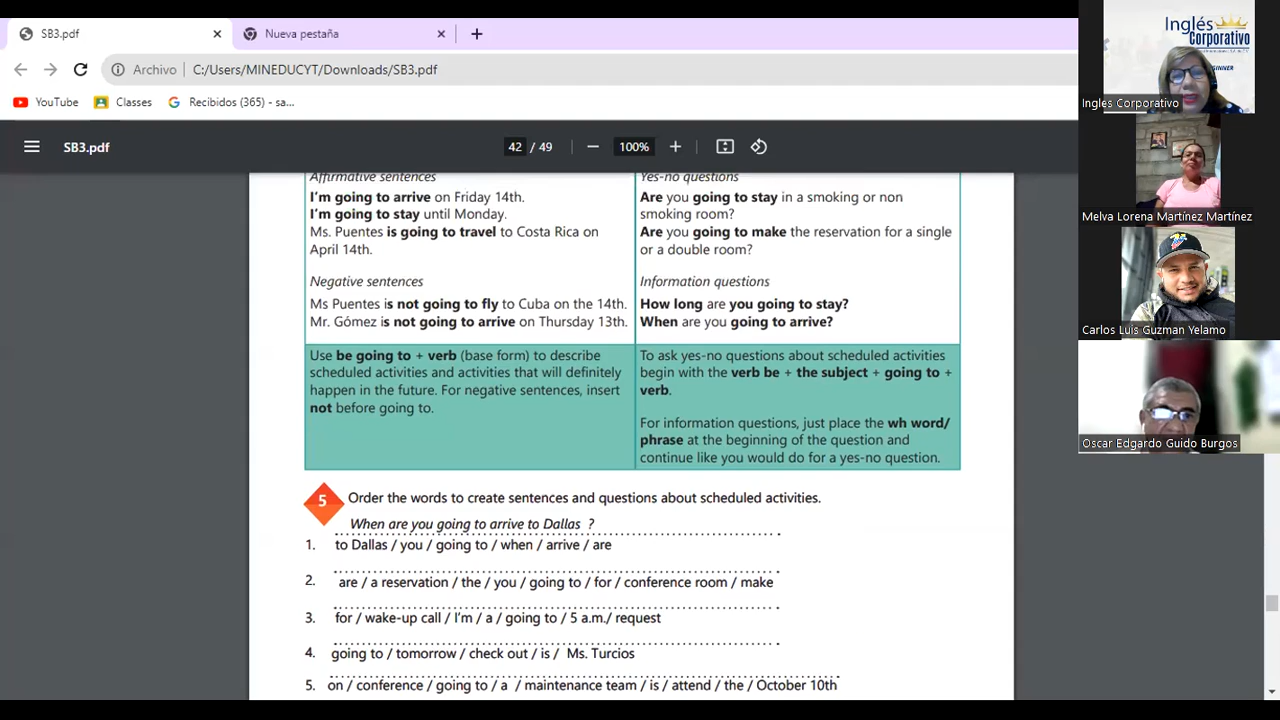 SB3.pdf
Nueva pestaña
Archivo
C:/Users/MINEDUCYT/Downloads/SB3.pdf
YouTube
Classes
Recibidos (365) - sa...
SB3.pdf
42 / 49
100%
Affirmative sentences
I'm going to arrive on Friday 14th.
I'm going to stay until Monday.
Ms. Puentes is going to travel to Costa Rica on
April 14th.
Negative sentences
Ms Puentes is not going to fly to Cuba on the 14th.
Mr. Gómez is not going to arrive on Thursday 13th.
Yes-no questions
Are you going to stay in a smoking or non
smoking room?
Are you going to make the reservation for a single
or a double room?
Information questions
How long are you going to stay?
When are you going to arrive?
Use be going to + verb (base form) to describe
scheduled activities and activities that will definitely
happen in the future. For negative sentences, insert
not before going to.
To ask yes-no questions about scheduled activities
begin with the verb be + the subject + going to +
verb.
For information questions, just place the wh word/
phrase at the beginning of the question and
continue like you would do for a yes-no question.
5 Order the words to create sentences and questions about scheduled activities.
When are you going to arrive to Dallas ?
1. to Dallas / you / going to / when / arrive / are
2. are / a reservation / the / you / going to / for / conference room / make
3. for / wake-up call / I'm / a / going to / 5 a.m./ request
4. going to / tomorrow / check out / is / Ms. Turcios
5. on / conference / going to / a / maintenance team / is / attend / the / October 10th
Inglés
Corporativo
Inglés Corporativo
Melva Lorena Martínez Martínez
Carlos Luis Guzman Yelamo
Oscar Edgardo Guido Burgos